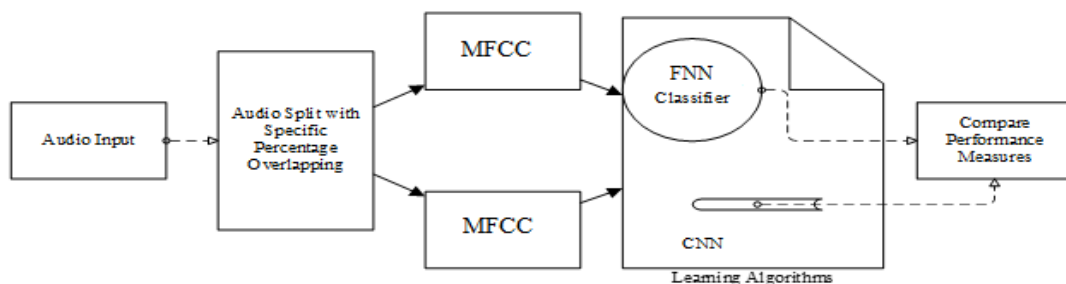 Audio Input
Audio Split with
Specific
Percentage
Overlapping
MFCC
MFCC
FNN
Classifier
CNN
Learning Algorithms
Compare
Performance
Measures